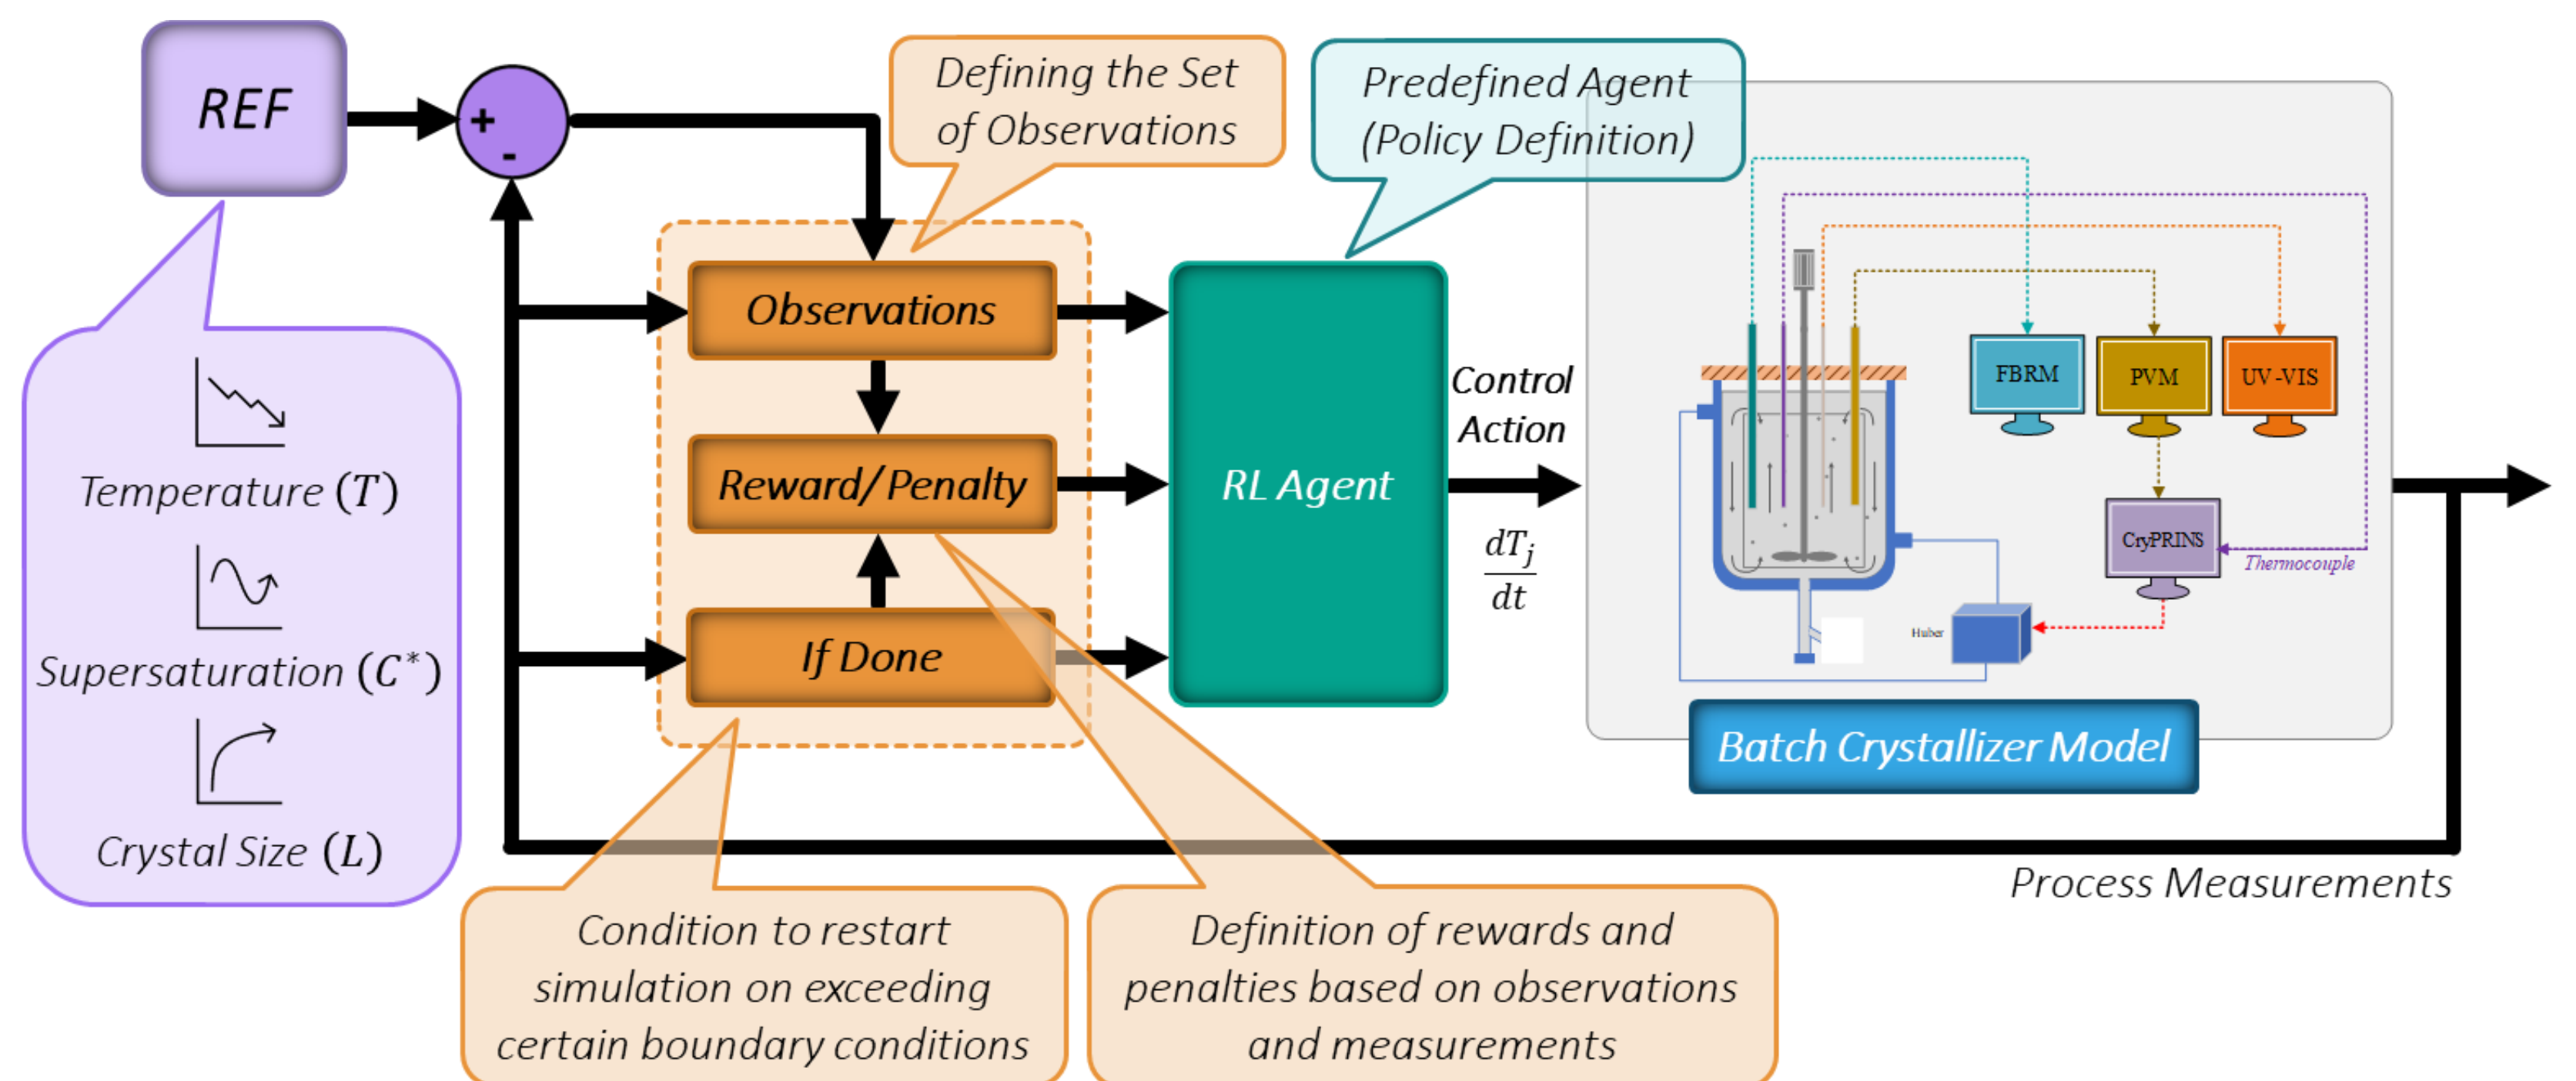 REF
+
-
Defining the Set
of Observations
Predefined Agent
(Policy Definition)
Observations
Reward/Penalty
If Done
RL Agent
Control
Action
dT_j
dt
Temperature (T)
Supersaturation (C*)
Crystal Size (L)
FBRM
PVM
UV-VIS
CryPRINS
Thermocouple
Huber
Batch Crystallizer Model
Process Measurements
Condition to restart
simulation on exceeding
certain boundary conditions
Definition of rewards and
penalties based on observations
and measurements